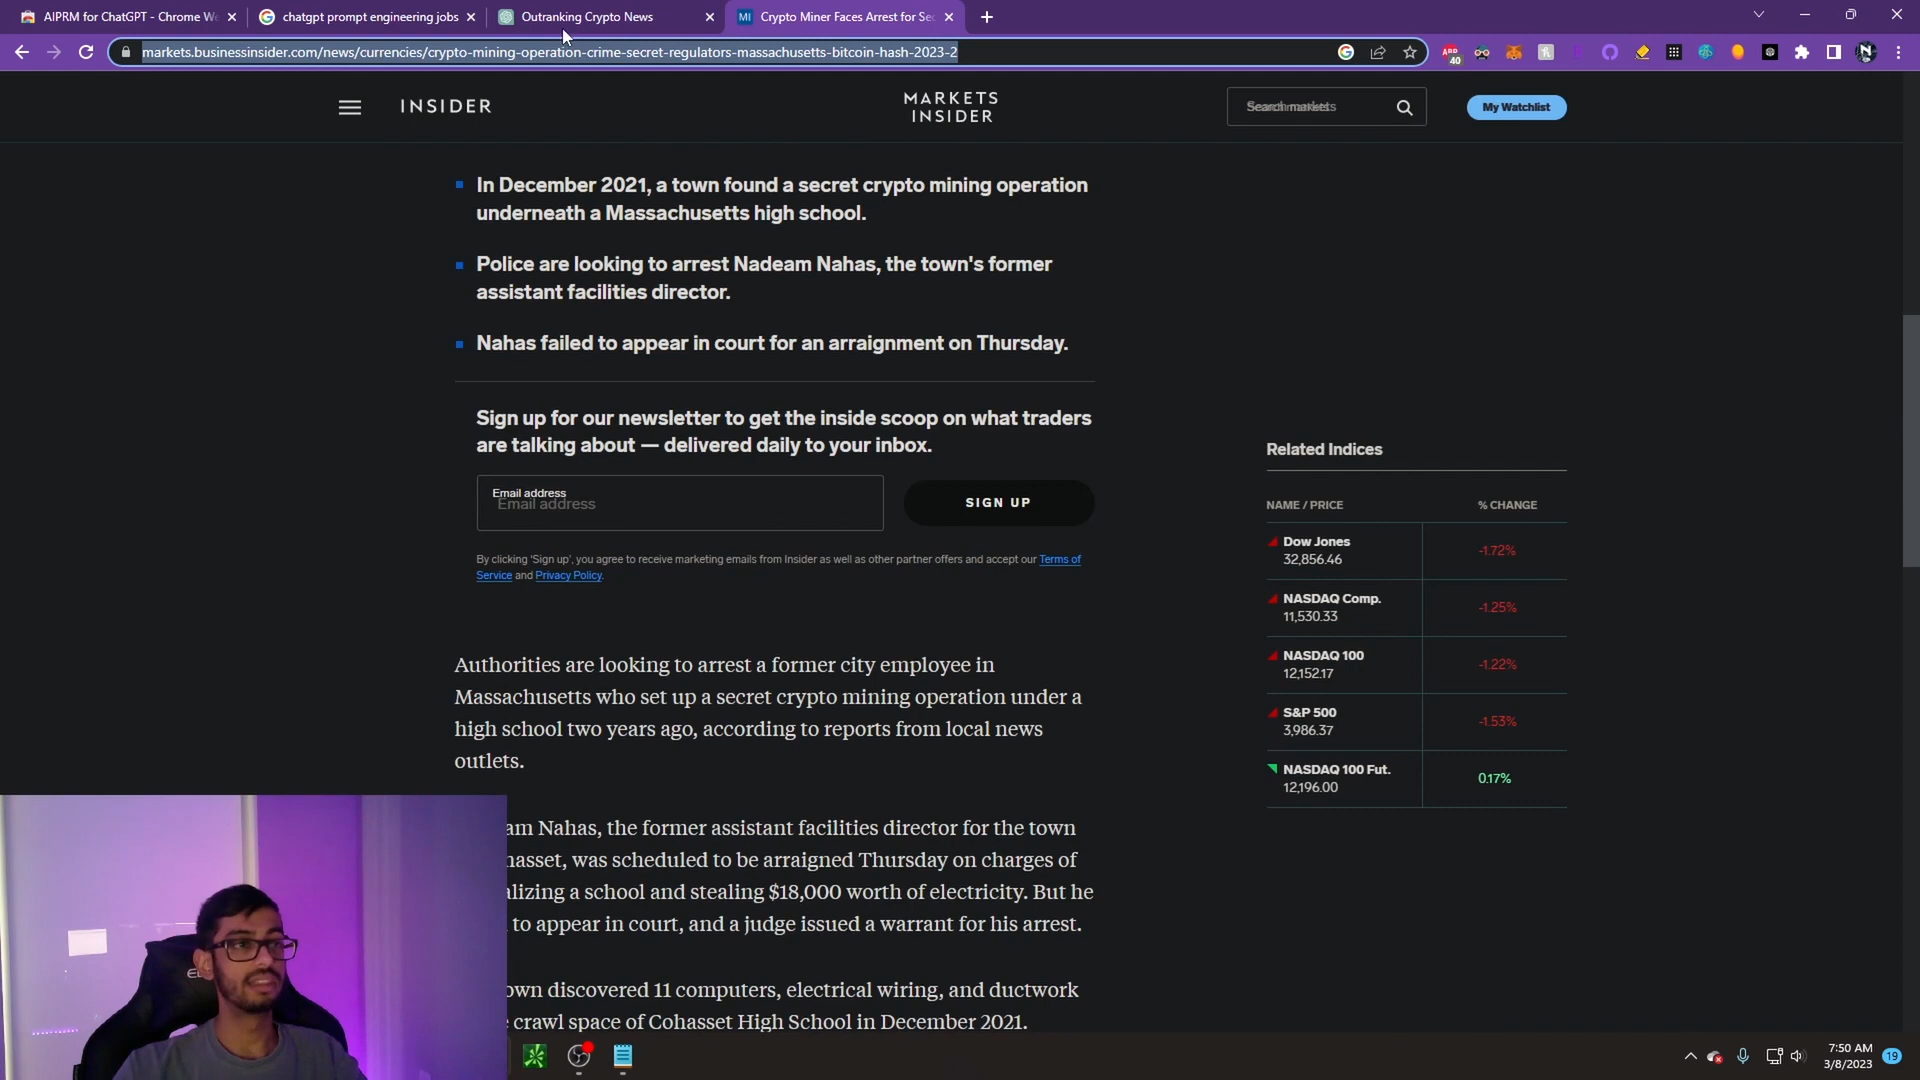 AIPRM for ChatGPT - Chrome We
chatgpt prompt engineering jobs
Outranking Crypto News
Crypto Miner Faces Arrest for Sec
markets.businessinsider.com/news/currencies/crypto-mining-operation-crime-secret-regulators-massachusetts-bitcoin-hash-2023-2
40
INSIDER
MARKETS
INSIDER
Search markets
My Watchlist
In December 2021, a town found a secret crypto mining operation
underneath a Massachusetts high school.
Police are looking to arrest Nadeam Nahas, the town's former
assistant facilities director.
Nahas failed to appear in court for an arraignment on Thursday.
Sign up for our newsletter to get the inside scoop on what traders
are talking about — delivered daily to your inbox.
Email address
Email address
SIGN UP
By clicking 'Sign up', you agree to receive marketing emails from Insider as well as other partner offers and accept our Terms of
Service and Privacy Policy.
Related Indices
NAME / PRICE % CHANGE
Dow Jones
32,856.46 -1.72%
NASDAQ Comp.
11,530.33 -1.25%
NASDAQ 100
12,152.17 -1.22%
S&P 500
3,986.37 -1.53%
NASDAQ 100 Fut.
12,196.00 0.17%
Authorities are looking to arrest a former city employee in
Massachusetts who set up a secret crypto mining operation under a
high school two years ago, according to reports from local news
outlets.
am Nahas, the former assistant facilities director for the town
hasset, was scheduled to be arraigned Thursday on charges of
alizing a school and stealing $18,000 worth of electricity. But he
to appear in court, and a judge issued a warrant for his arrest.
own discovered 11 computers, electrical wiring, and ductwork
crawl space of Cohasset High School in December 2021.
7:50 AM
3/8/2023
19